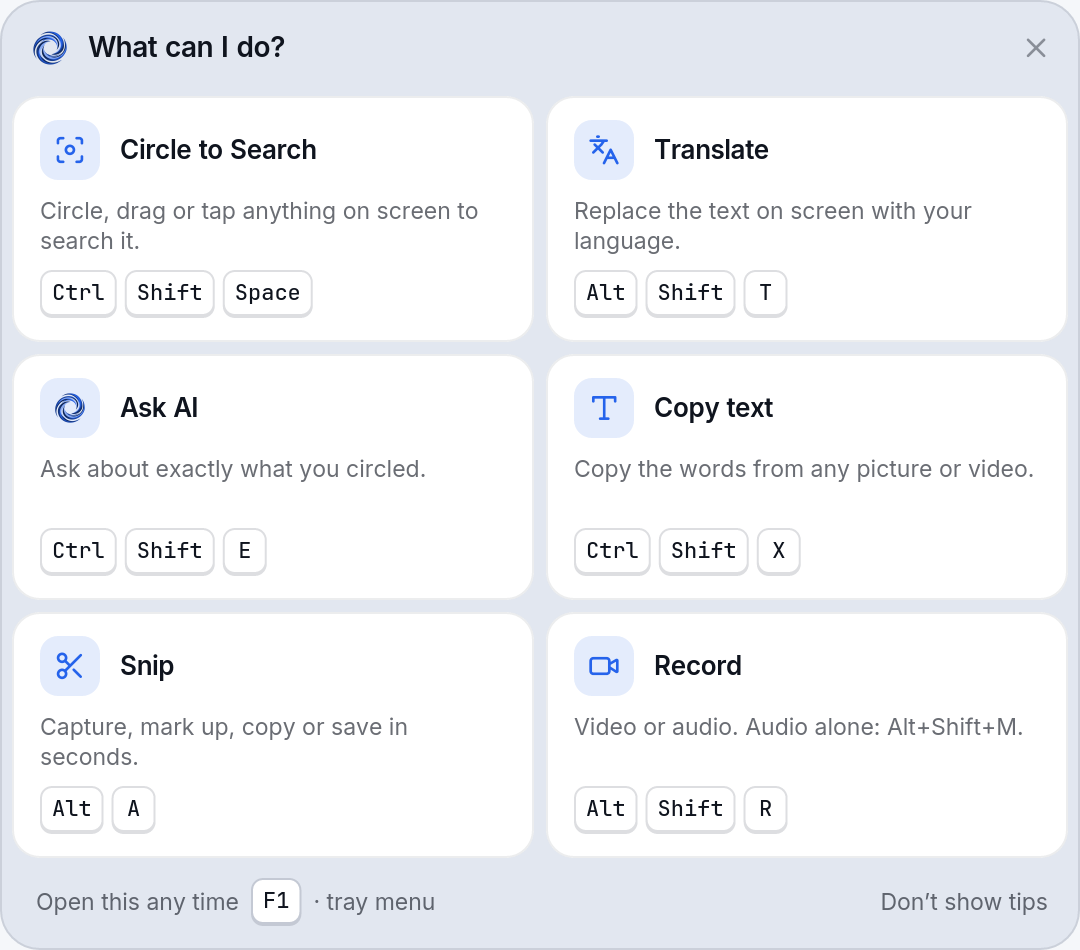 What can I do?
Circle to Search
Circle, drag or tap anything on screen to
search it.
Ctrl Shift Space
Translate
Replace the text on screen with your
language.
Alt Shift T
Ask AI
Ask about exactly what you circled.
Ctrl Shift E
Copy text
Copy the words from any picture or video.
Ctrl Shift X
Snip
Capture, mark up, copy or save in
seconds.
Alt A
Record
Video or audio. Audio alone: Alt+Shift+M.
Alt Shift R
Open this any time F1 · tray menu
Don’t show tips